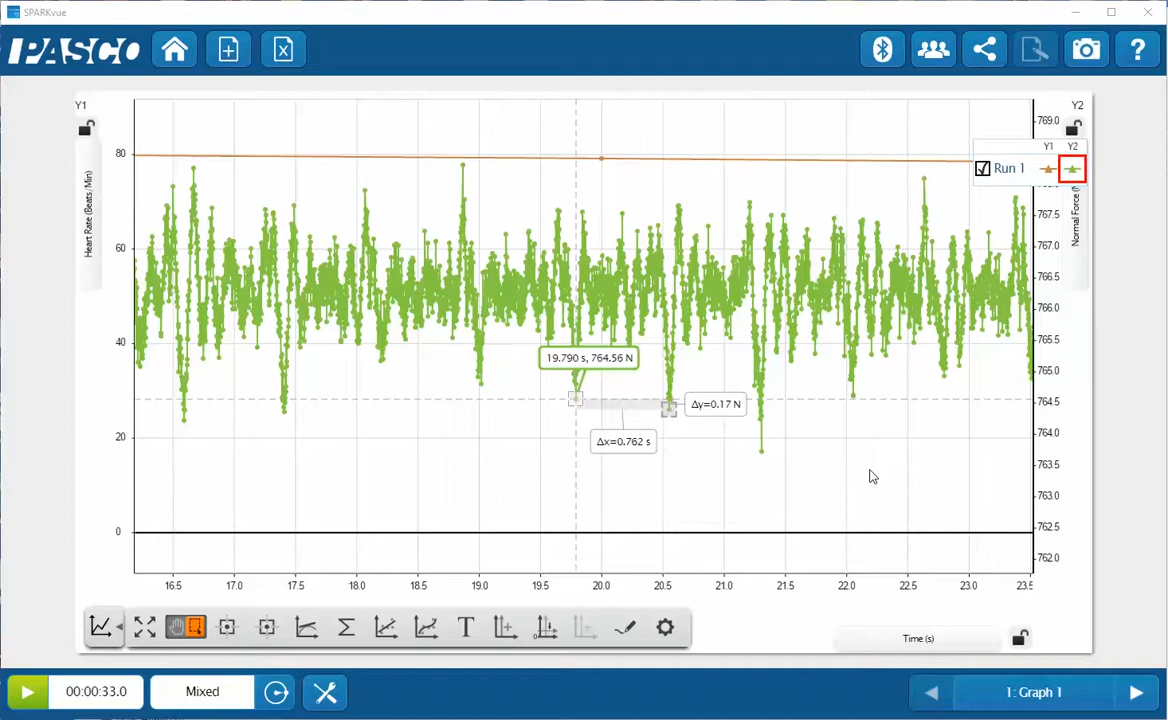 SPARKvue
PASCO
?
Y1
Y2
Heart Rate (Beats/Min)
80
60
40
20
0
769.0
767.5
767.0
766.5
766.0
765.5
765.0
764.5
764.0
763.5
763.0
762.5
762.0
Y1 Y2
Run 1
Normal Force
19.790 s, 764.56 N
Δy=0.17 N
Δx=0.762 s
16.5 17.0 17.5 18.0 18.5 19.0 19.5 20.0 20.5 21.0 21.5 22.0 22.5 23.0 23.5
Σ T
Time (s)
00:00:33.0
Mixed
1: Graph 1